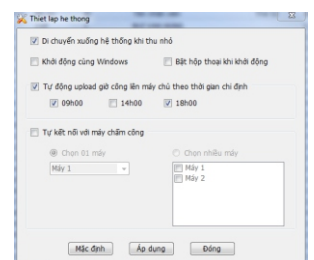 Thiet lap he thong
Di chuyển xuống hệ thống khi thu nhỏ
Khởi động cùng Windows
Bật hộp thoại khi khởi động
Tự động upload giờ công lên máy chủ theo thời gian chỉ định
09h00
14h00
18h00
Tự kết nối với máy chấm công
Chọn 01 máy
Chọn nhiều máy
Máy 1
Máy 1
Máy 2
Mặc định
Áp dụng
Đóng